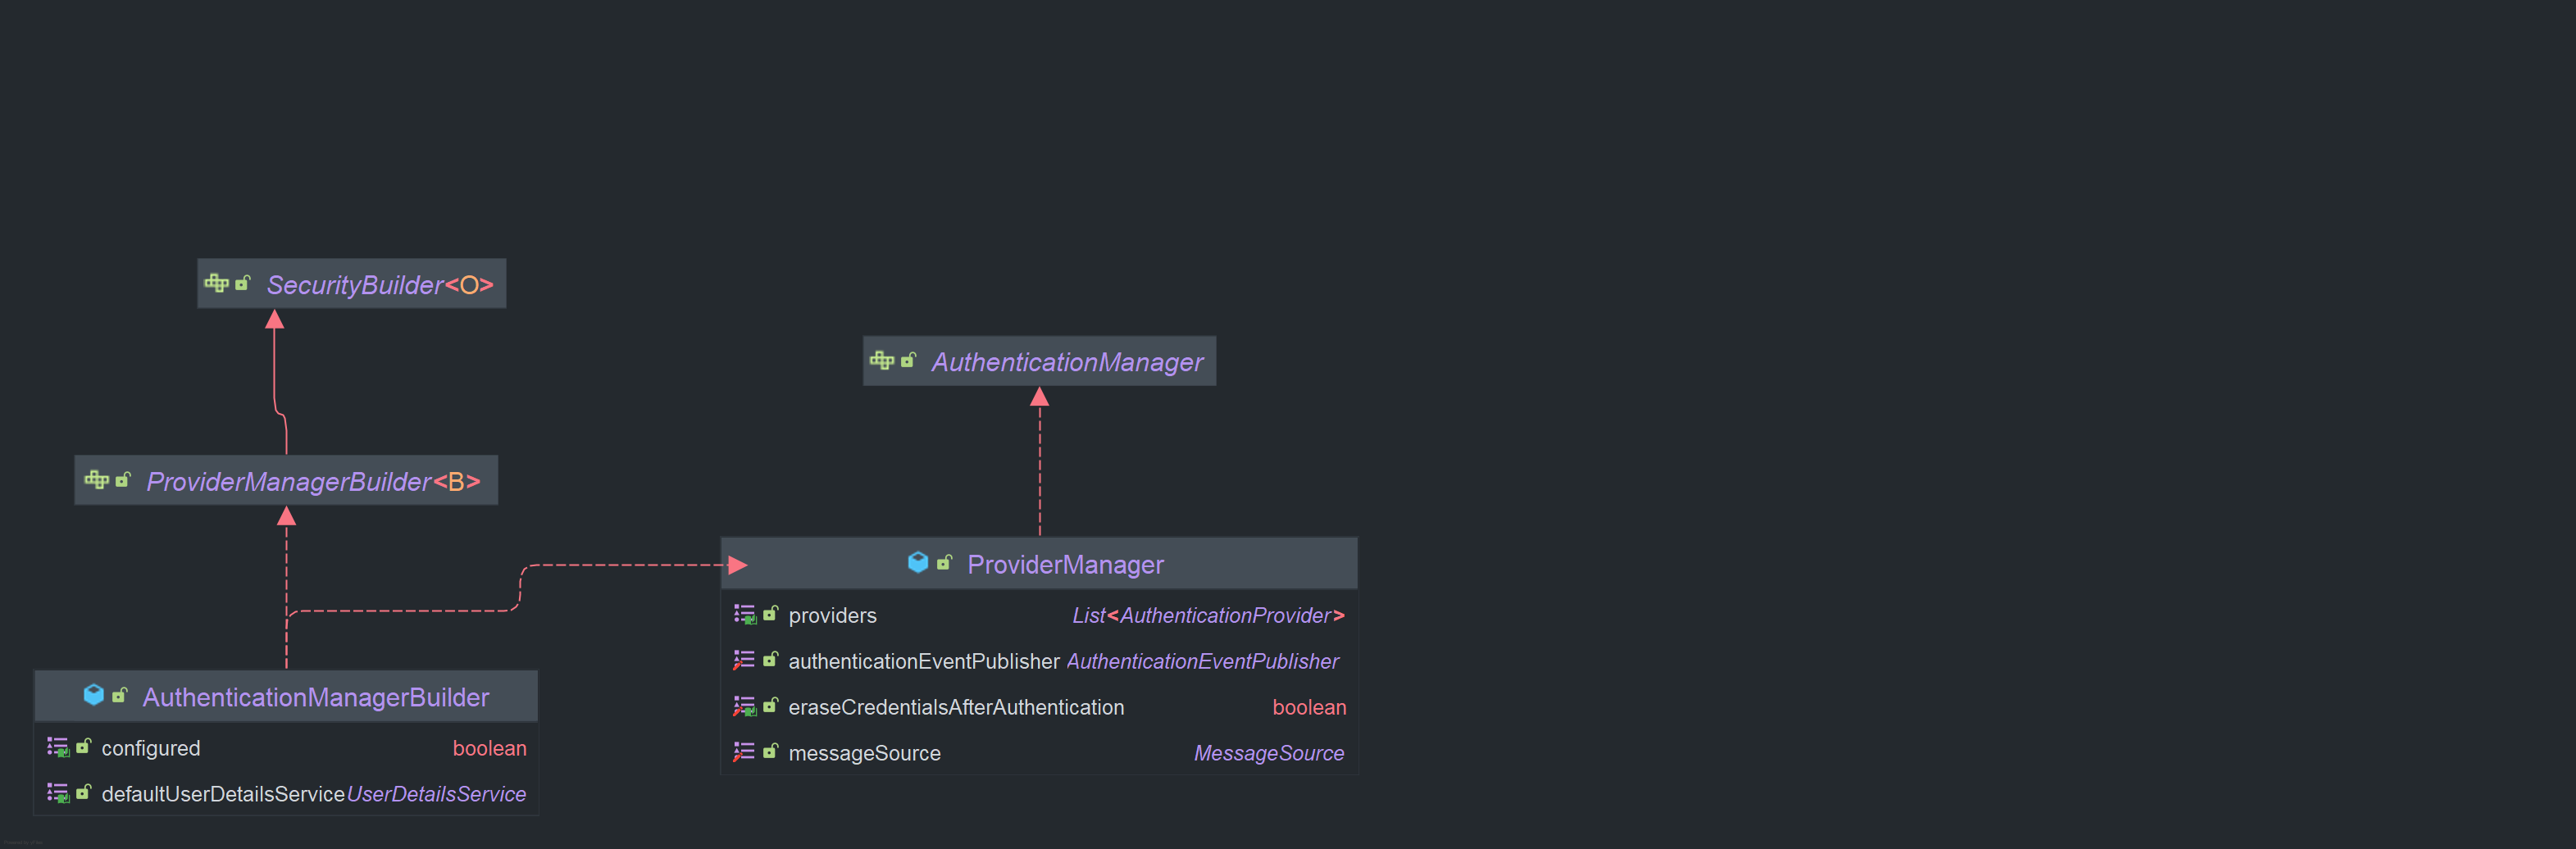 SecurityBuilder<O>
AuthenticationManager
ProviderManagerBuilder<B>
ProviderManager
providers List<AuthenticationProvider>
authenticationEventPublisher AuthenticationEventPublisher
eraseCredentialsAfterAuthentication boolean
messageSource MessageSource
AuthenticationManagerBuilder
configured boolean
defaultUserDetailsService UserDetailsService